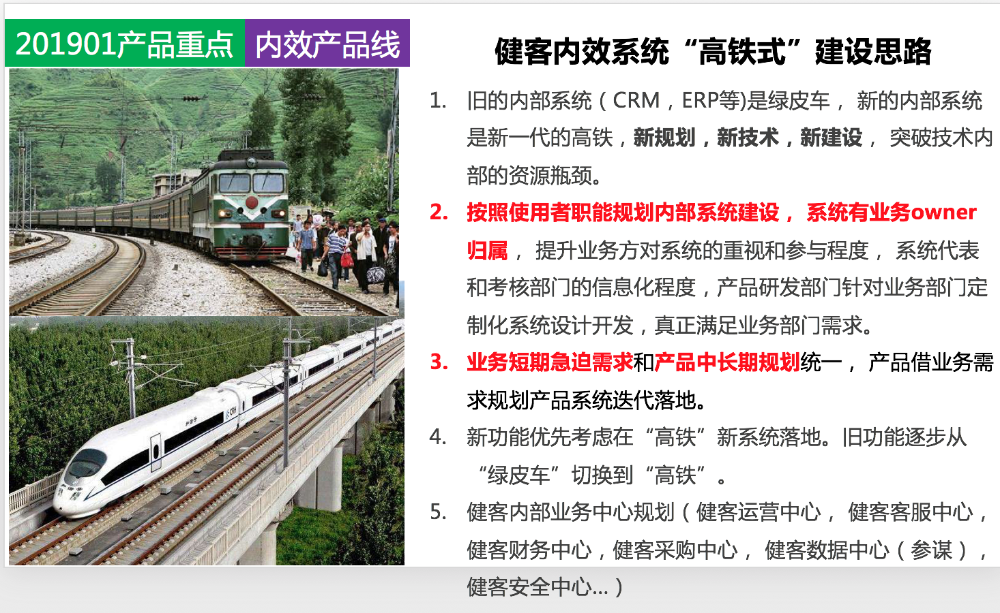 201901产品重点 内效产品线
健客内效系统“高铁式”建设思路
1. 旧的内部系统（CRM，ERP等)是绿皮车， 新的内部系统
是新一代的高铁，新规划，新技术，新建设， 突破技术内
部的资源瓶颈。
2. 按照使用者职能规划内部系统建设， 系统有业务owner
归属， 提升业务方对系统的重视和参与程度， 系统代表
和考核部门的信息化程度，产品研发部门针对业务部门定
制化系统设计开发，真正满足业务部门需求。
3. 业务短期急迫需求和产品中长期规划统一， 产品借业务需
求规划产品系统迭代落地。
4. 新功能优先考虑在“高铁”新系统落地。旧功能逐步从
“绿皮车”切换到“高铁”。
5. 健客内部业务中心规划（健客运营中心， 健客客服中心，
健客财务中心，健客采购中心， 健客数据中心（参谋），
健客安全中心...）
和谐号
CRH
和谐号